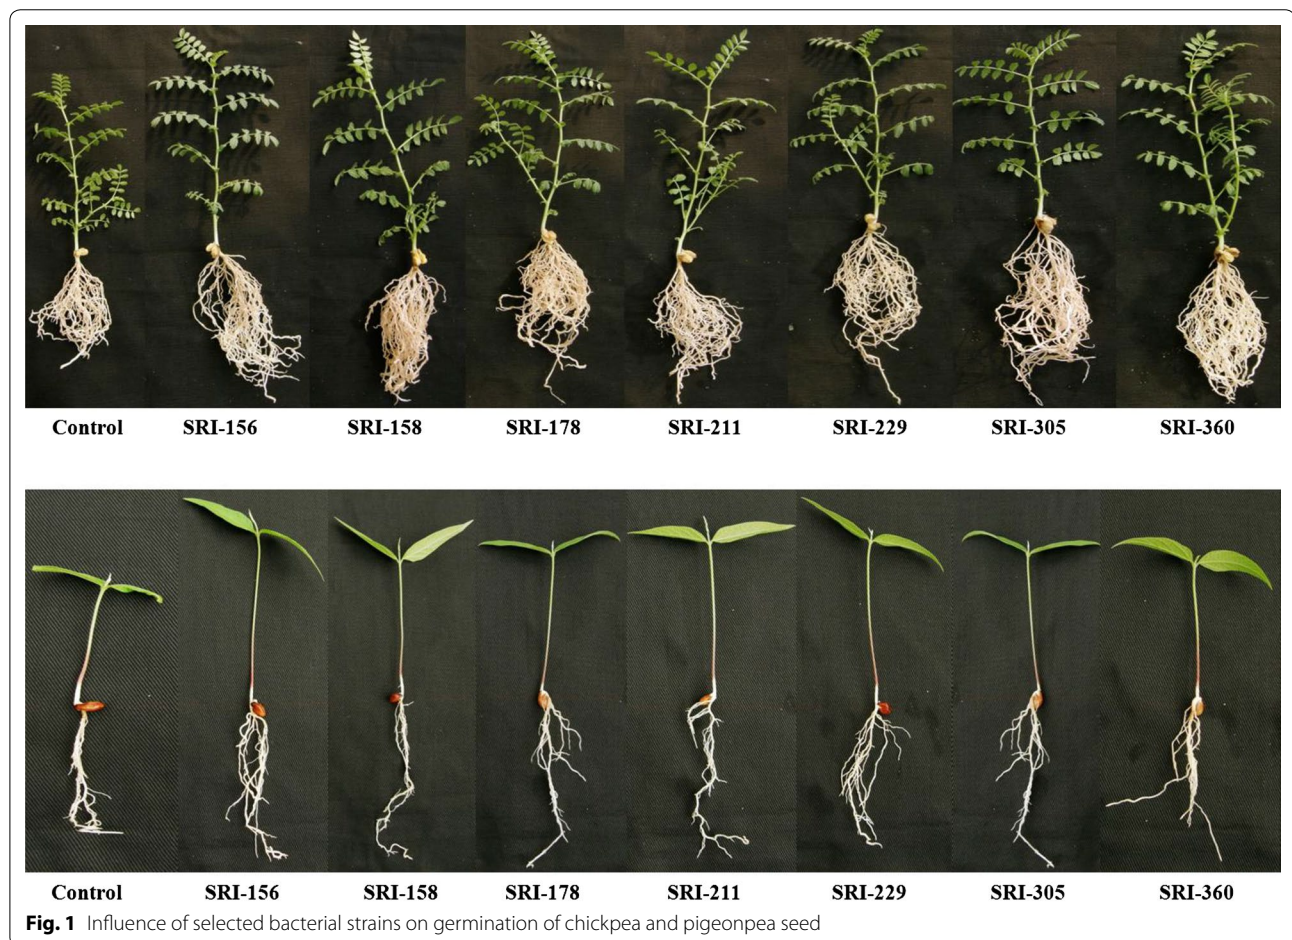 Control SRI-156 SRI-158 SRI-178 SRI-211 SRI-229 SRI-305 SRI-360
Control SRI-156 SRI-158 SRI-178 SRI-211 SRI-229 SRI-305 SRI-360
Fig. 1 Influence of selected bacterial strains on germination of chickpea and pigeonpea seed